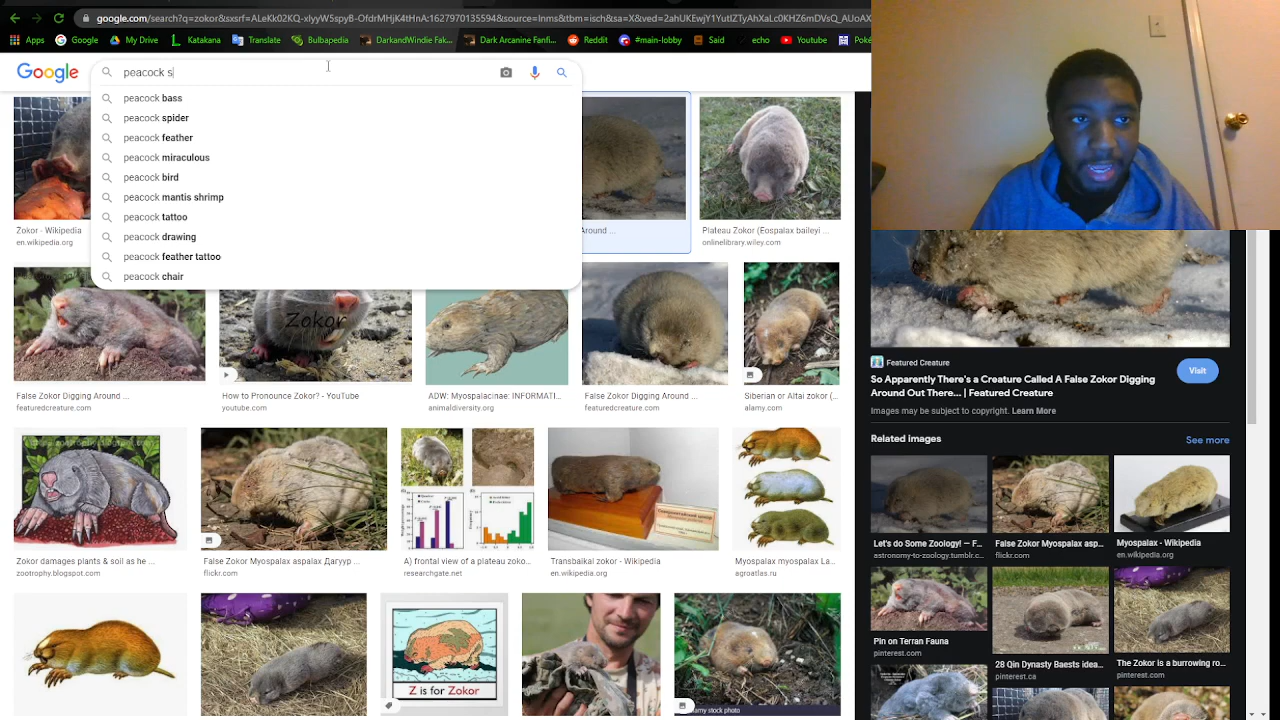 google.com/search?q=zokor&sxsrf=ALeKk02KQ-xlyyW5spyB-OfdrMHjK4tHnA:1627970135594&source=lnms&tbm=isch&sa=X&ved=2ahUKEwjY1YutlZTyAhXaLc0KHZ6mDVsQ_AUoAX
Apps
Google
My Drive
Katakana
Translate
Bulbapedia
DarkandWindie Fak...
Dark Arcanine Fanfi...
Reddit
#main-lobby
Said
echo
Youtube
Poké
Google
peacock s
peacock bass
peacock spider
peacock feather
peacock miraculous
peacock bird
peacock mantis shrimp
peacock tattoo
peacock drawing
peacock feather tattoo
peacock chair
Zokor - Wikipedia
en.wikipedia.org
Around ...
Plateau Zokor (Eospalax baileyi ...
onlinelibrary.wiley.com
Zokor
False Zokor Digging Around ...
featuredcreature.com
How to Pronounce Zokor? - YouTube
youtube.com
ADW: Myospalacinae: INFORMATI...
animaldiversity.org
False Zokor Digging Around ...
featuredcreature.com
Siberian or Altai zokor (...
alamy.com
Zokor damages plants & soil as he ...
zootrophy.blogspot.com
False Zokor Myospalax aspalax Дагуур ...
flickr.com
A) frontal view of a plateau zoko...
researchgate.net
Transbaikal zokor - Wikipedia
en.wikipedia.org
Myospalax myospalax La...
agroatlas.ru
Z is for Zokor
alamy stock photo
Featured Creature
So Apparently There's a Creature Called A False Zokor Digging
Around Out There... | Featured Creature
Visit
Images may be subject to copyright. Learn More
Related images
See more
Let's do Some Zoology! — F...
astronomy-to-zoology.tumblr.c...
False Zokor Myospalax asp...
flickr.com
Myospalax - Wikipedia
en.wikipedia.org
Pin on Terran Fauna
pinterest.com
28 Qin Dynasty Baests idea...
pinterest.ca
The Zokor is a burrowing ro...
pinterest.com